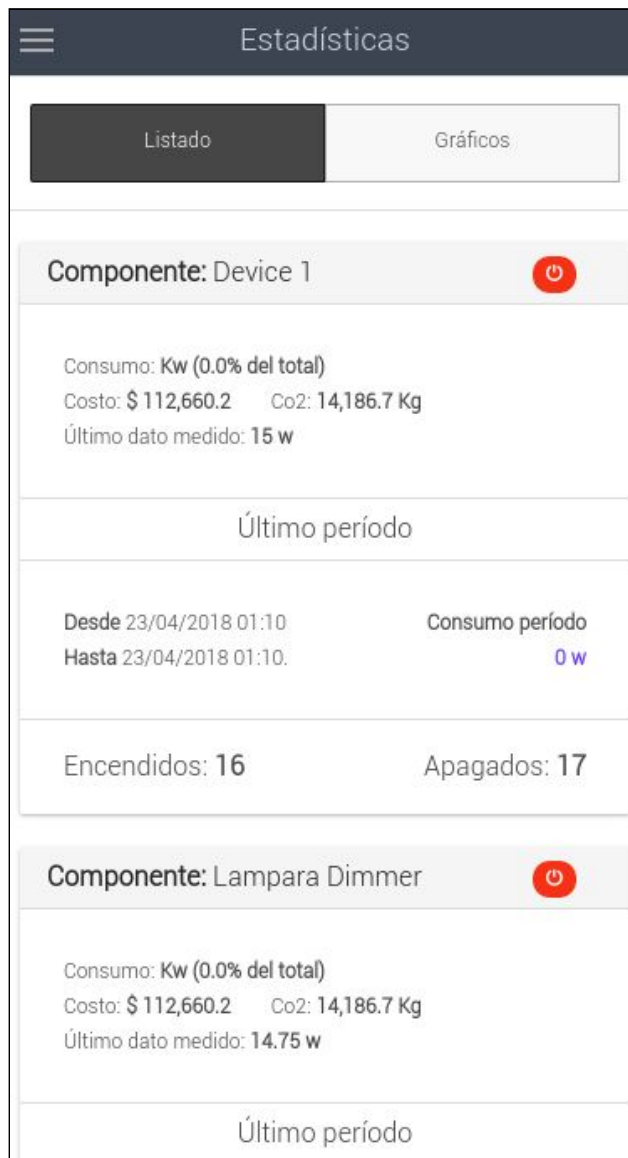 Estadísticas
Listado Gráficos
Componente: Device 1
Consumo: Kw (0.0% del total)
Costo: $ 112,660.2 Co2: 14,186.7 Kg
Último dato medido: 15 w
Último período
Desde 23/04/2018 01:10 Consumo período
Hasta 23/04/2018 01:10. 0 w
Encendidos: 16 Apagados: 17
Componente: Lampara Dimmer
Consumo: Kw (0.0% del total)
Costo: $ 112,660.2 Co2: 14,186.7 Kg
Último dato medido: 14.75 w
Último período